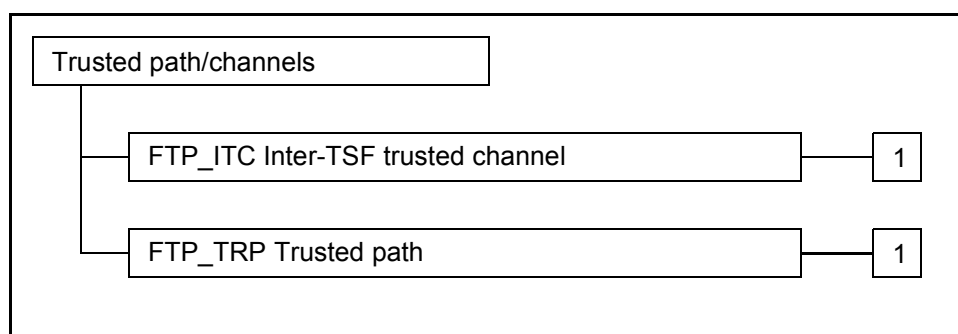 Trusted path/channels
FTP_ITC Inter-TSF trusted channel 1
FTP_TRP Trusted path 1